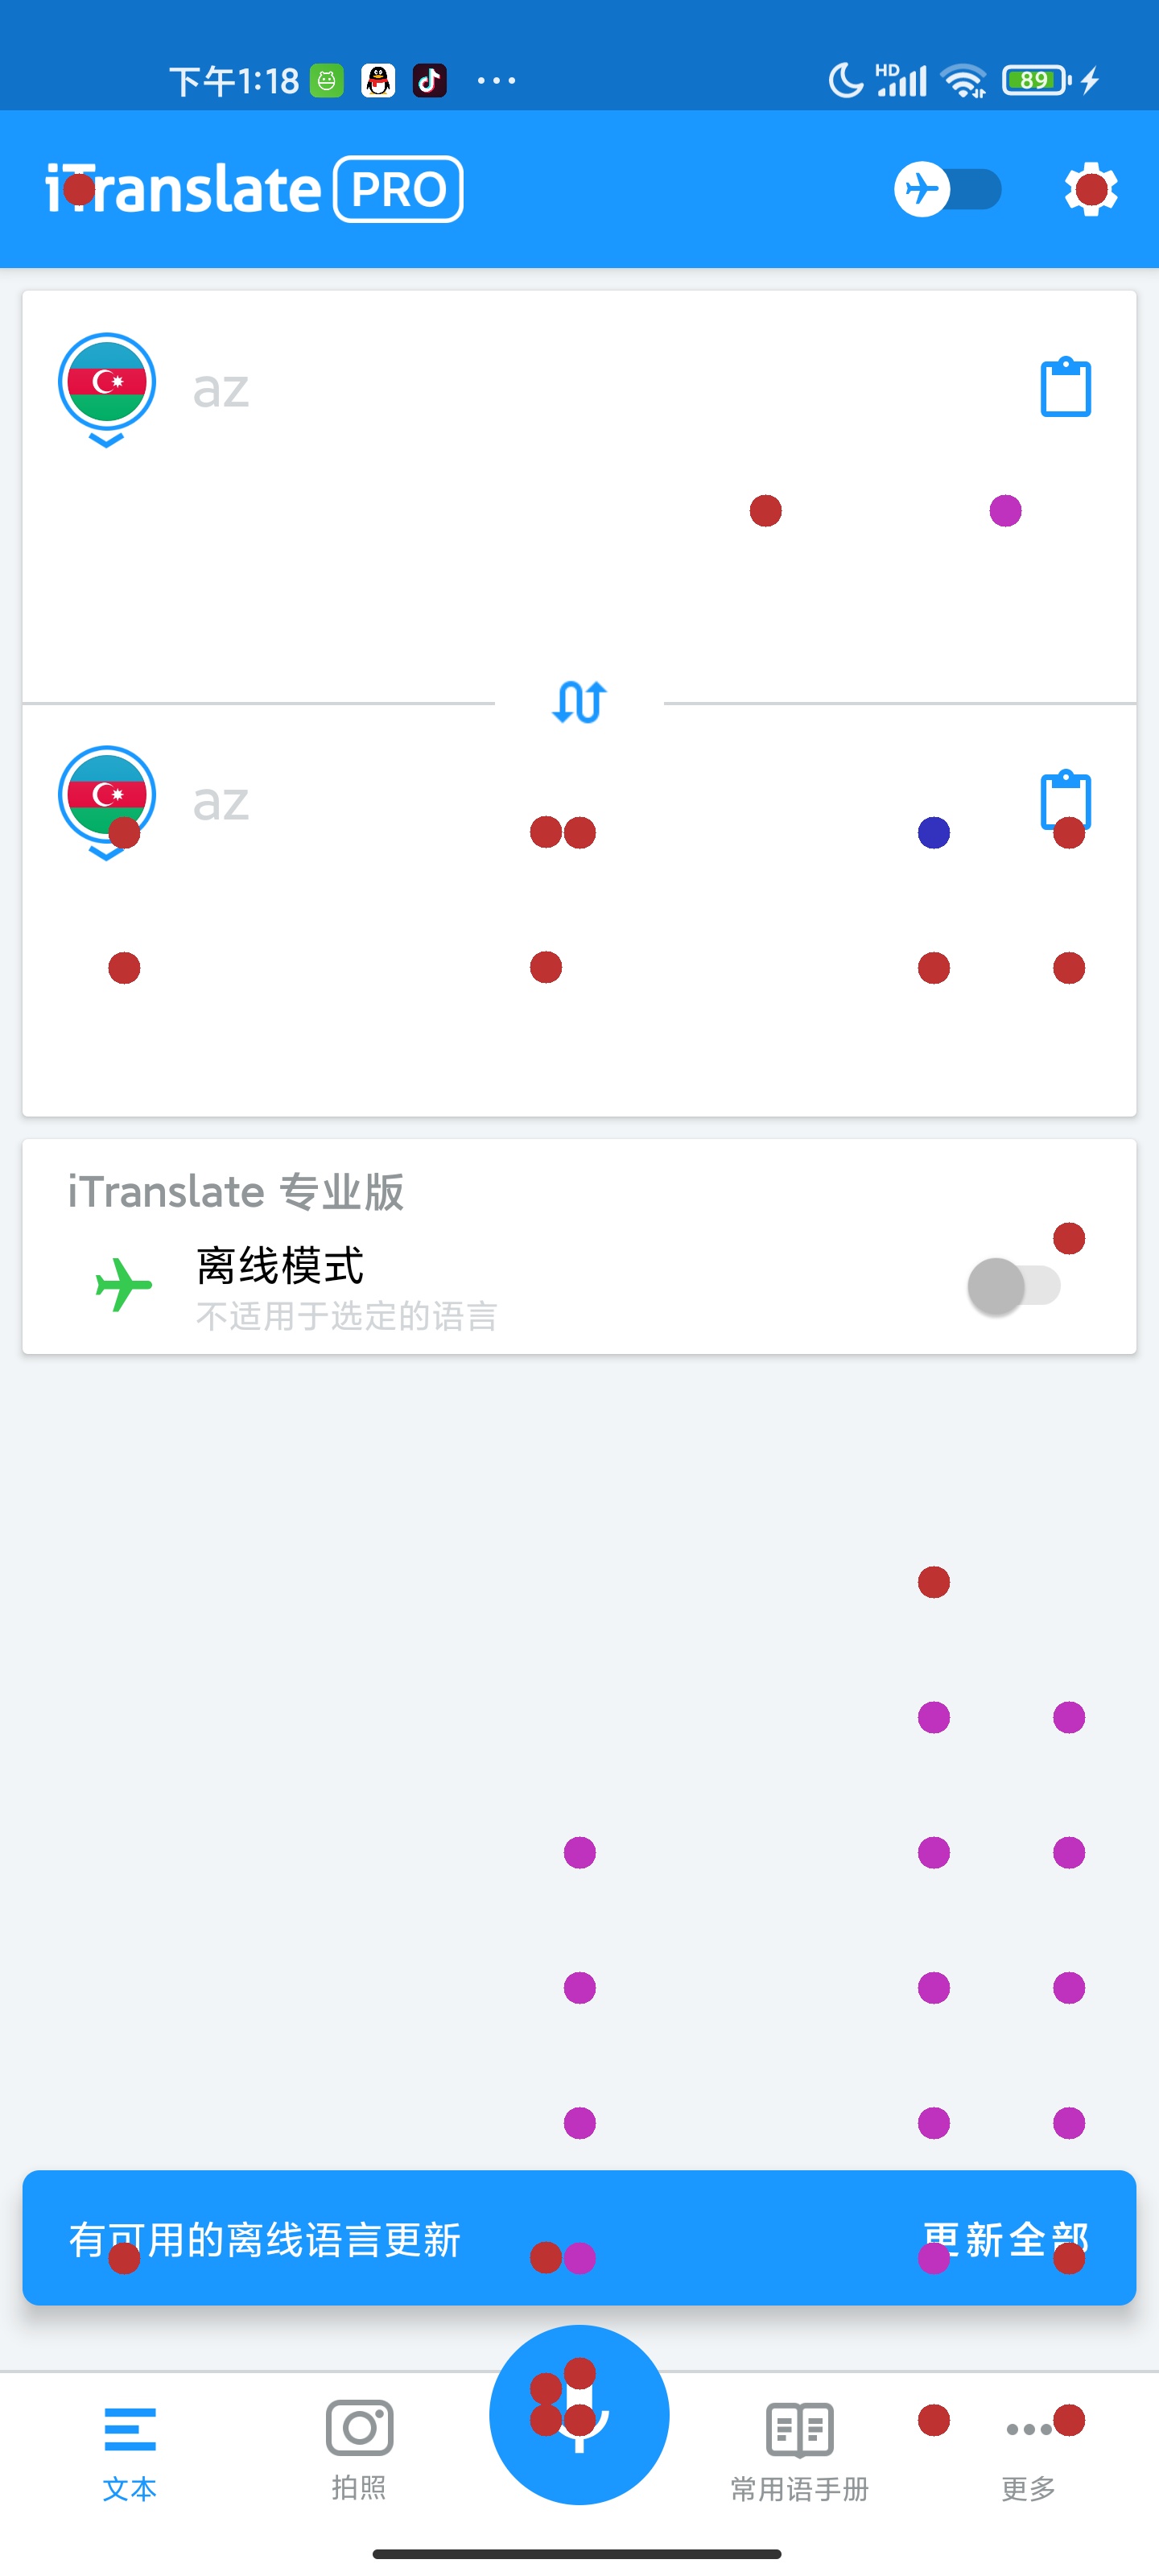 下午1:18
HD
89
iTranslate PRO
az
az
iTranslate 专业版
离线模式
不适用于选定的语言
有可用的离线语言更新
更新全部
文本
拍照
常用语手册
更多